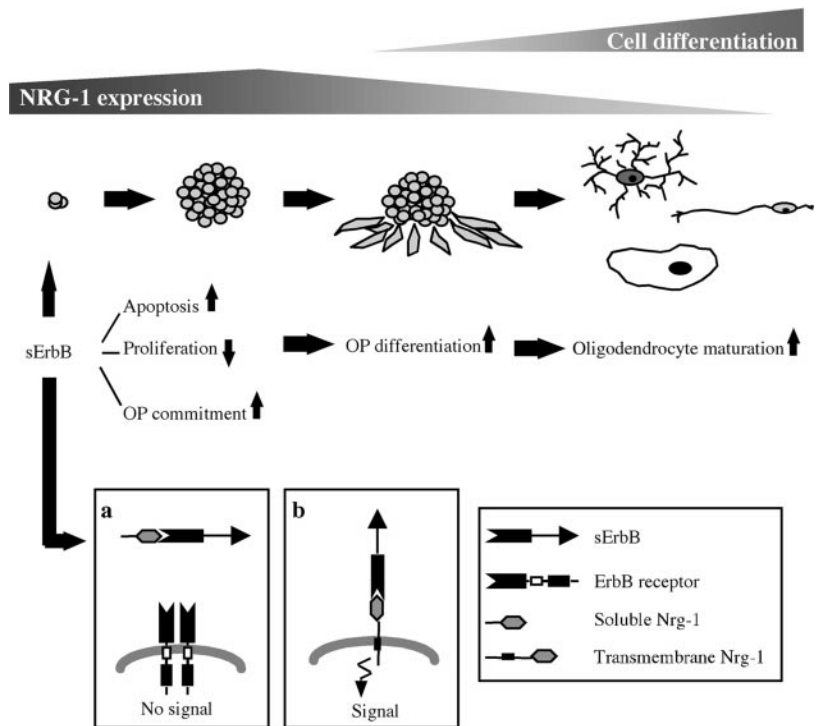 Cell differentiation
NRG-1 expression
Apoptosis
sErbB
Proliferation
OP commitment
OP differentiation
Oligodendrocyte maturation
a
b
No signal
Signal
sErbB
ErbB receptor
Soluble Nrg-1
Transmembrane Nrg-1